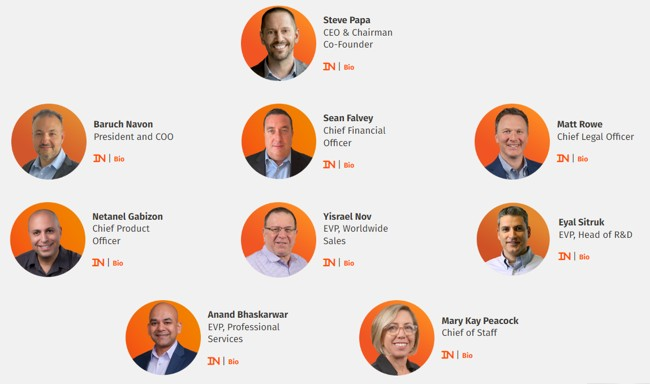 Steve Papa
CEO & Chairman
Co-Founder
IN | Bio
Baruch Navon
President and COO
IN | Bio
Sean Falvey
Chief Financial
Officer
IN | Bio
Matt Rowe
Chief Legal Officer
IN | Bio
Netanel Gabizon
Chief Product
Officer
IN | Bio
Yisrael Nov
EVP, Worldwide
Sales
IN | Bio
Eyal Sitruk
EVP, Head of R&D
IN | Bio
Anand Bhaskarwar
EVP, Professional
Services
IN | Bio
Mary Kay Peacock
Chief of Staff
IN | Bio